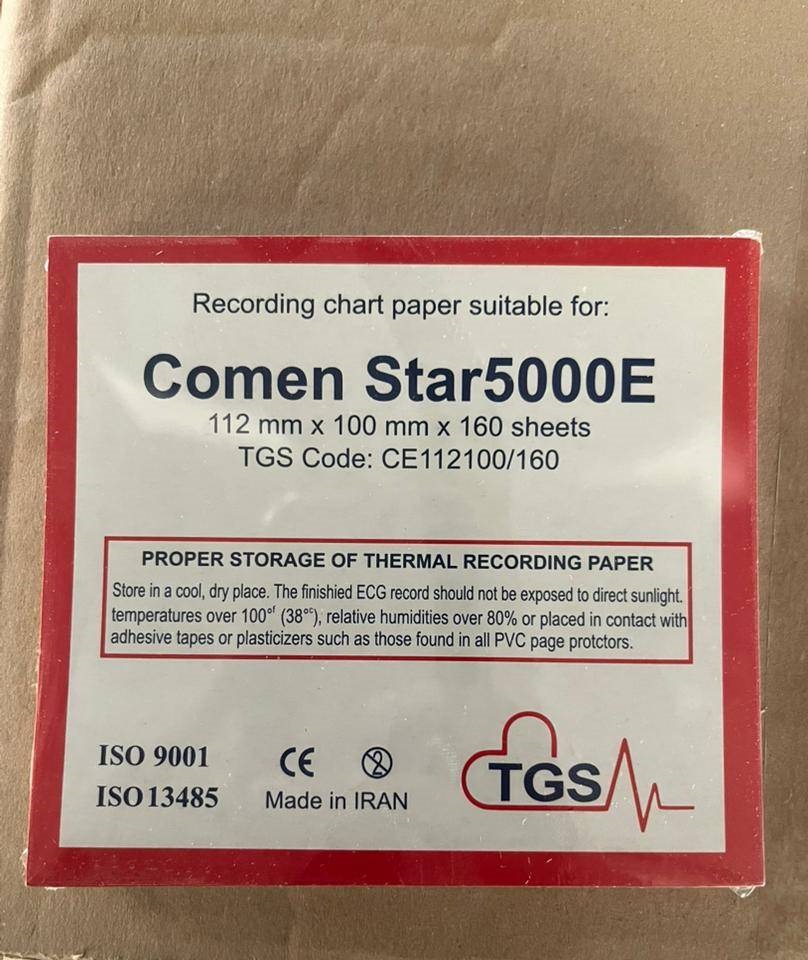 Recording chart paper suitable for:
Comen Star5000E
112 mm x 100 mm x 160 sheets
TGS Code: CE112100/160
PROPER STORAGE OF THERMAL RECORDING PAPER
Store in a cool, dry place. The finishied ECG record should not be exposed to direct sunlight.
temperatures over 100°f (38°c), relative humidities over 80% or placed in contact with
adhesive tapes or plasticizers such as those found in all PVC page protctors.
ISO 9001
ISO 13485
CE
2
Made in IRAN
TGS